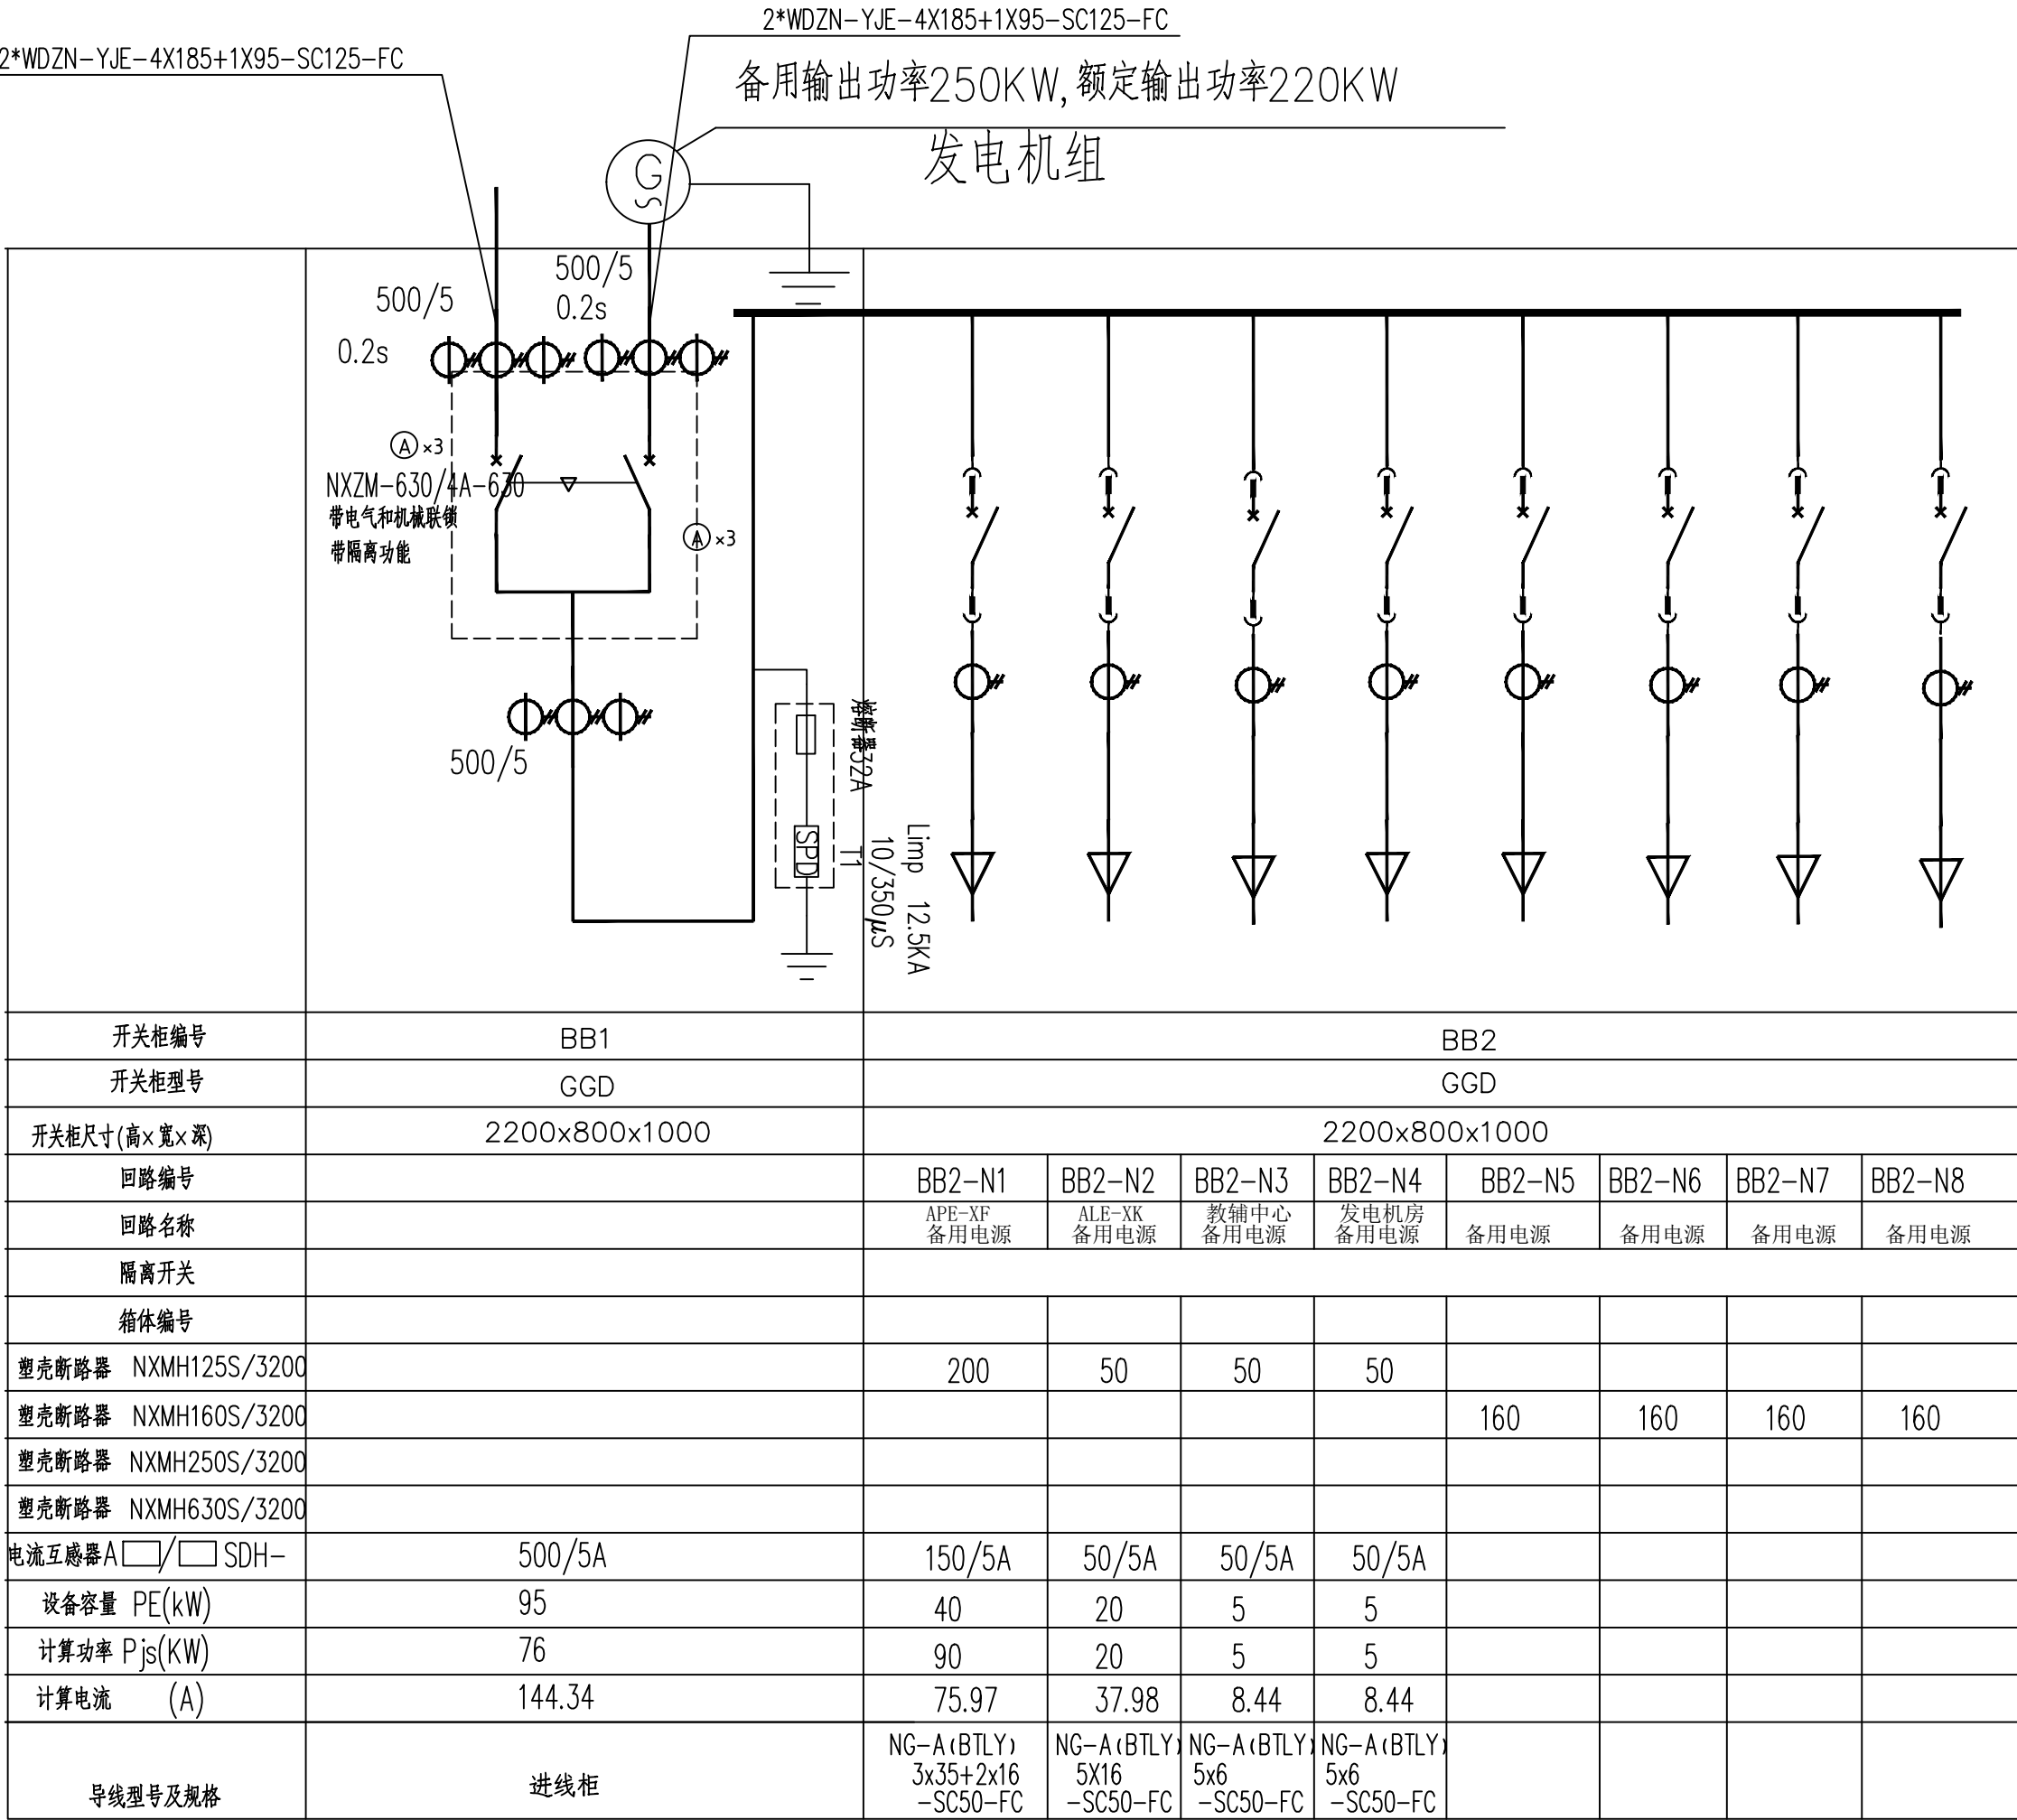 2*WDZN-YJE-4X185+1X95-SC125-FC
2*WDZN-YJE-4X185+1X95-SC125-FC
备用输出功率250KW,额定输出功率220KW
发电机组
G
S
500/5
0.2s
500/5
0.2s
A ×3
NXZM-630/4A-630
带电气和机械联锁
带隔离功能
A ×3
500/5
熔断器32A
SPD
T1
Limp 12.5KA
10/350μS
开关柜编号 BB1 BB2
开关柜型号 GGD GGD
开关柜尺寸(高×宽×深) 2200x800x1000 2200x800x1000
回路编号 BB2-N1 BB2-N2 BB2-N3 BB2-N4 BB2-N5 BB2-N6 BB2-N7 BB2-N8
回路名称 APE-XF ALE-XK 教辅中心 发电机房
备用电源 备用电源 备用电源 备用电源 备用电源 备用电源 备用电源 备用电源
隔离开关
箱体编号
塑壳断路器 NXMH125S/3200 200 50 50 50
塑壳断路器 NXMH160S/3200 160 160 160 160
塑壳断路器 NXMH250S/3200
塑壳断路器 NXMH630S/3200
电流互感器A□/□SDH- 500/5A 150/5A 50/5A 50/5A 50/5A
设备容量 PE(kW) 95 40 20 5 5
计算功率 Pjs(KW) 76 90 20 5 5
计算电流 (A) 144.34 75.97 37.98 8.44 8.44
导线型号及规格 进线柜
NG-A(BTLY) NG-A(BTLY) NG-A(BTLY) NG-A(BTLY)
3x35+2x16 5X16 5x6 5x6
-SC50-FC -SC50-FC -SC50-FC -SC50-FC